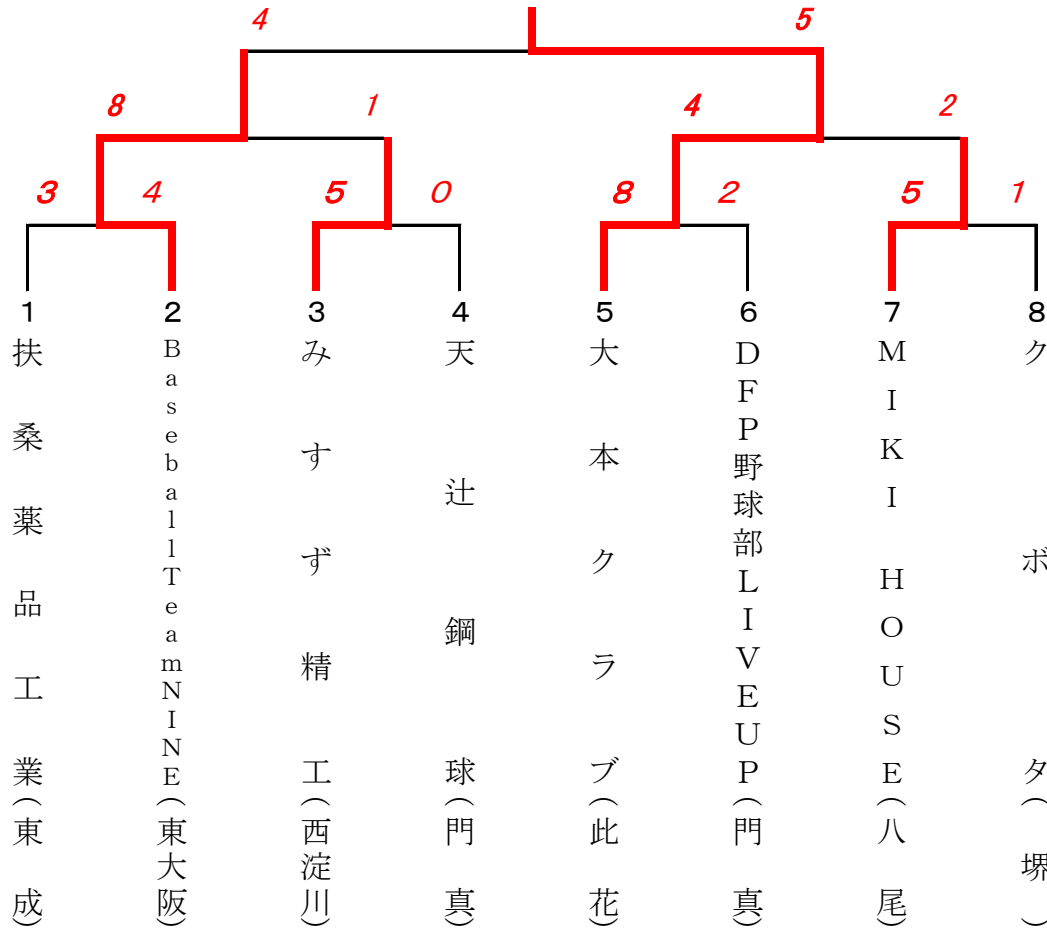 4 5
8 1 4 2
3 4 5 0 8 2 5 1
1 2 3 4 5 6 7 8
扶桑薬品工業(東成)
BaseballTeamNINE(東大阪)
みすず精工(西淀川)
天辻鋼球(門真)
大本クラブ(此花)
DFP野球部LIVEUP(門真)
MIKI HOUSE(八尾)
クボタ(堺)